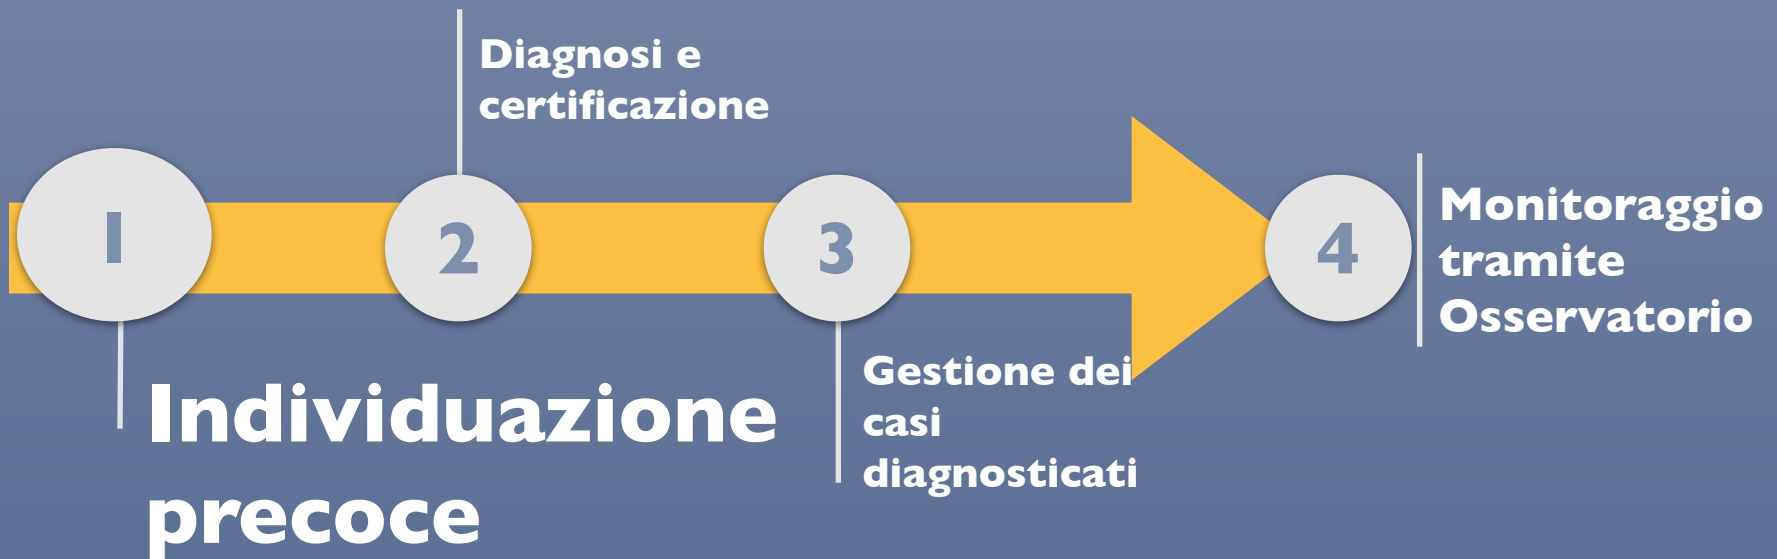 1
Individuazione
precoce
2
Diagnosi e
certificazione
3
Gestione dei
casi
diagnosticati
4
Monitoraggio
tramite
Osservatorio